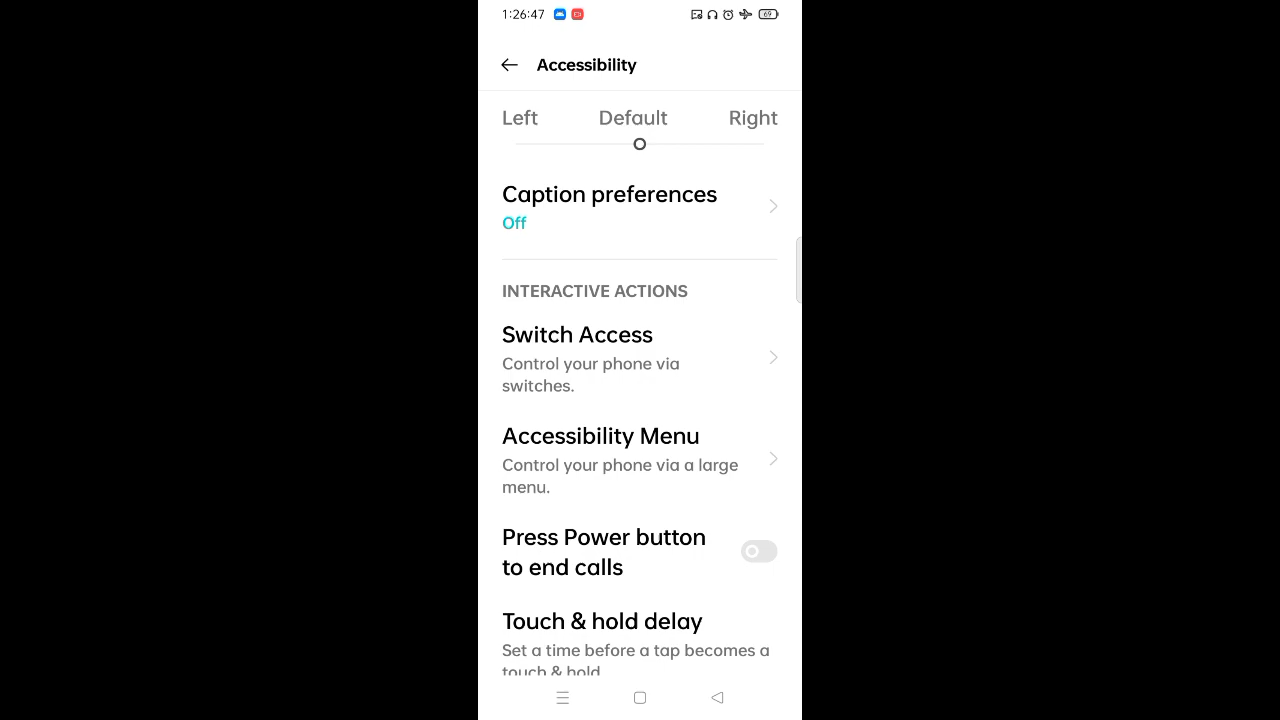 1:26:47
69
Accessibility
Left Default Right
Caption preferences
Off
INTERACTIVE ACTIONS
Switch Access
Control your phone via
switches.
Accessibility Menu
Control your phone via a large
menu.
Press Power button
to end calls
Touch & hold delay
Set a time before a tap becomes a
touch & hold